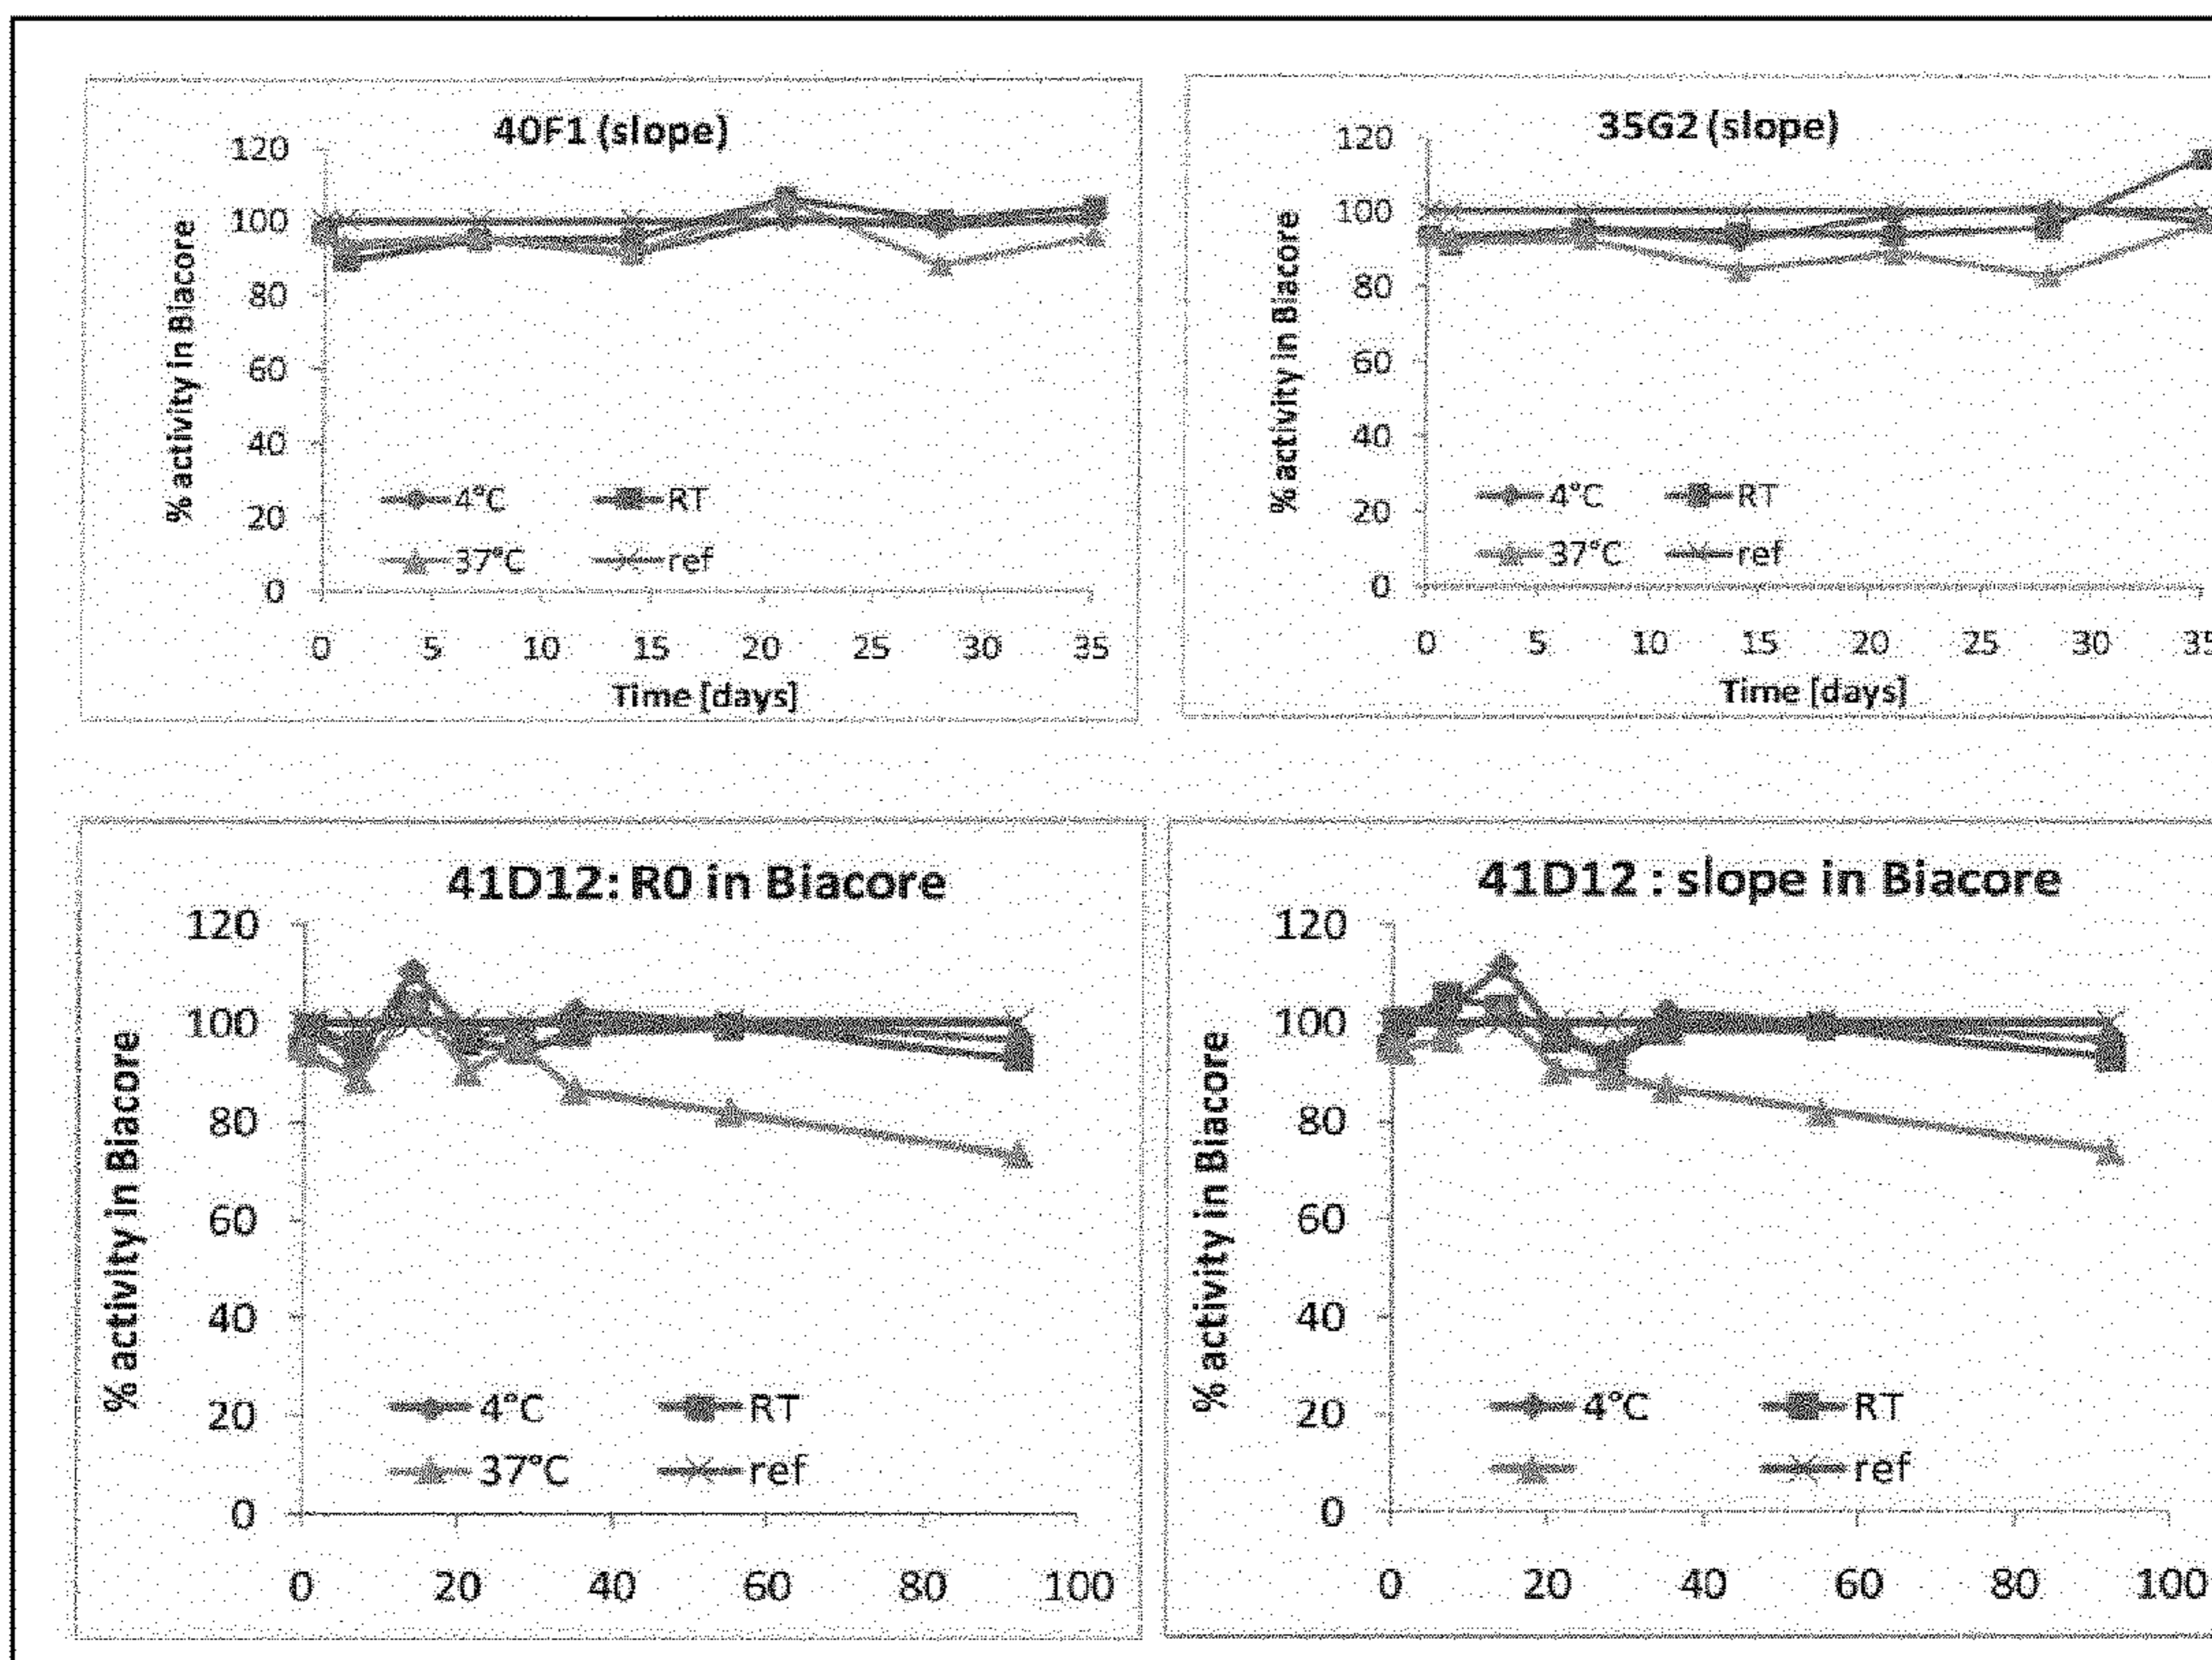 40F1 (slope)
120
100
80
60
40
20
0
% activity in Biacore
4°C RT
37°C ref
0 5 10 15 20 25 30 35
Time [days]
35G2 (slope)
120
100
80
60
40
20
0
% activity in Biacore
4°C RT
37°C ref
0 5 10 15 20 25 30 35
Time [days]
41D12: R0 in Biacore
120
100
80
60
40
20
0
% activity in Biacore
4°C RT
37°C ref
0 20 40 60 80 100
41D12 : slope in Biacore
120
100
80
60
40
20
0
% activity in Biacore
4°C RT
ref
0 20 40 60 80 100